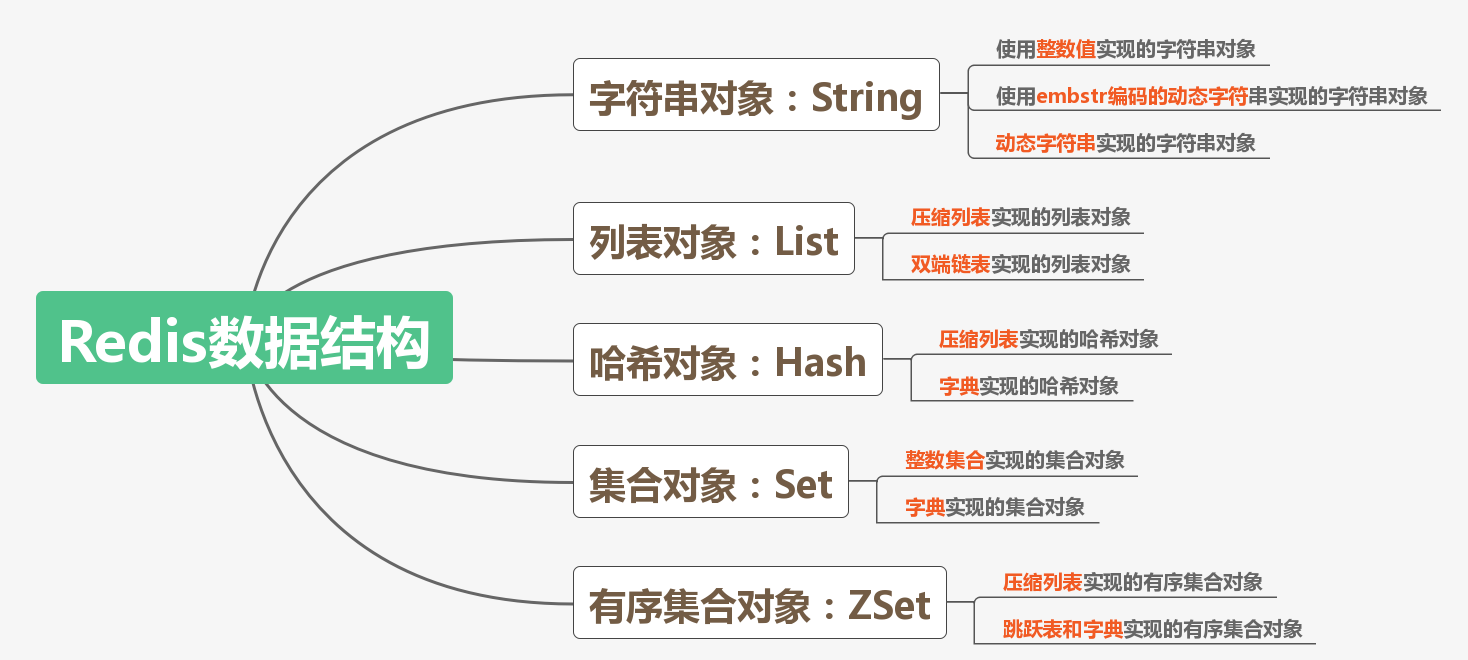 Redis数据结构
字符串对象：String
使用整数值实现的字符串对象
使用embstr编码的动态字符串实现的字符串对象
动态字符串实现的字符串对象
列表对象：List
压缩列表实现的列表对象
双端链表实现的列表对象
哈希对象：Hash
压缩列表实现的哈希对象
字典实现的哈希对象
集合对象：Set
整数集合实现的集合对象
字典实现的集合对象
有序集合对象：ZSet
压缩列表实现的有序集合对象
跳跃表和字典实现的有序集合对象